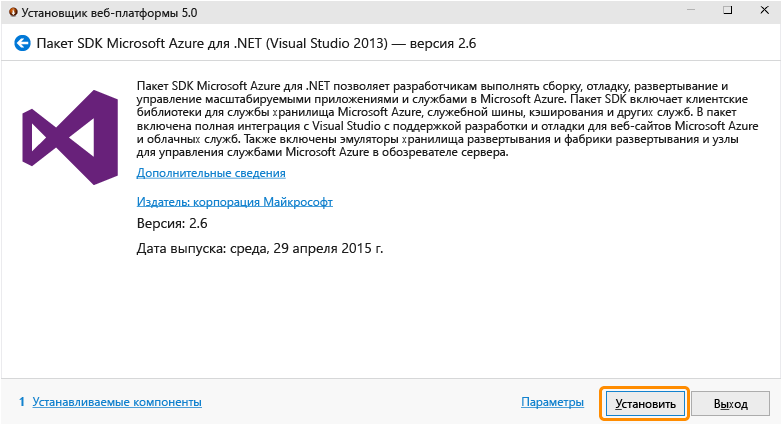 Установщик веб-платформы 5.0
Пакет SDK Microsoft Azure для .NET (Visual Studio 2013) — версия 2.6
Пакет SDK Microsoft Azure для .NET позволяет разработчикам выполнять сборку, отладку, развертывание и
управление масштабируемыми приложениями и службами в Microsoft Azure. Пакет SDK включает клиентские
библиотеки для службы хранилища Microsoft Azure, служебной шины, кэширования и других служб. В пакет
включена полная интеграция с Visual Studio с поддержкой разработки и отладки для веб-сайтов Microsoft Azure
и облачных служб. Также включены эмуляторы хранилища развертывания и фабрики развертывания и узлы
для управления службами Microsoft Azure в обозревателе сервера.
Дополнительные сведения
Издатель: корпорация Майкрософт
Версия: 2.6
Дата выпуска: среда, 29 апреля 2015 г.
1 Устанавливаемые компоненты
Параметры
Установить
Выход